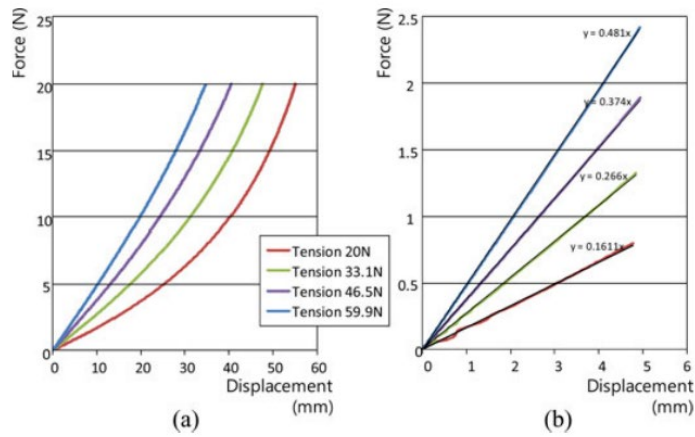 Force (N)
25
20
15
10
5
0
0 10 20 30 40 50 60
Displacement
(mm)
Tension 20N
Tension 33.1N
Tension 46.5N
Tension 59.9N
(a)
Force (N)
2.5
2
1.5
1
0.5
0
0 1 2 3 4 5 6
Displacement
(mm)
y = 0.481x
y = 0.374x
y = 0.266x
y = 0.1611x
(b)